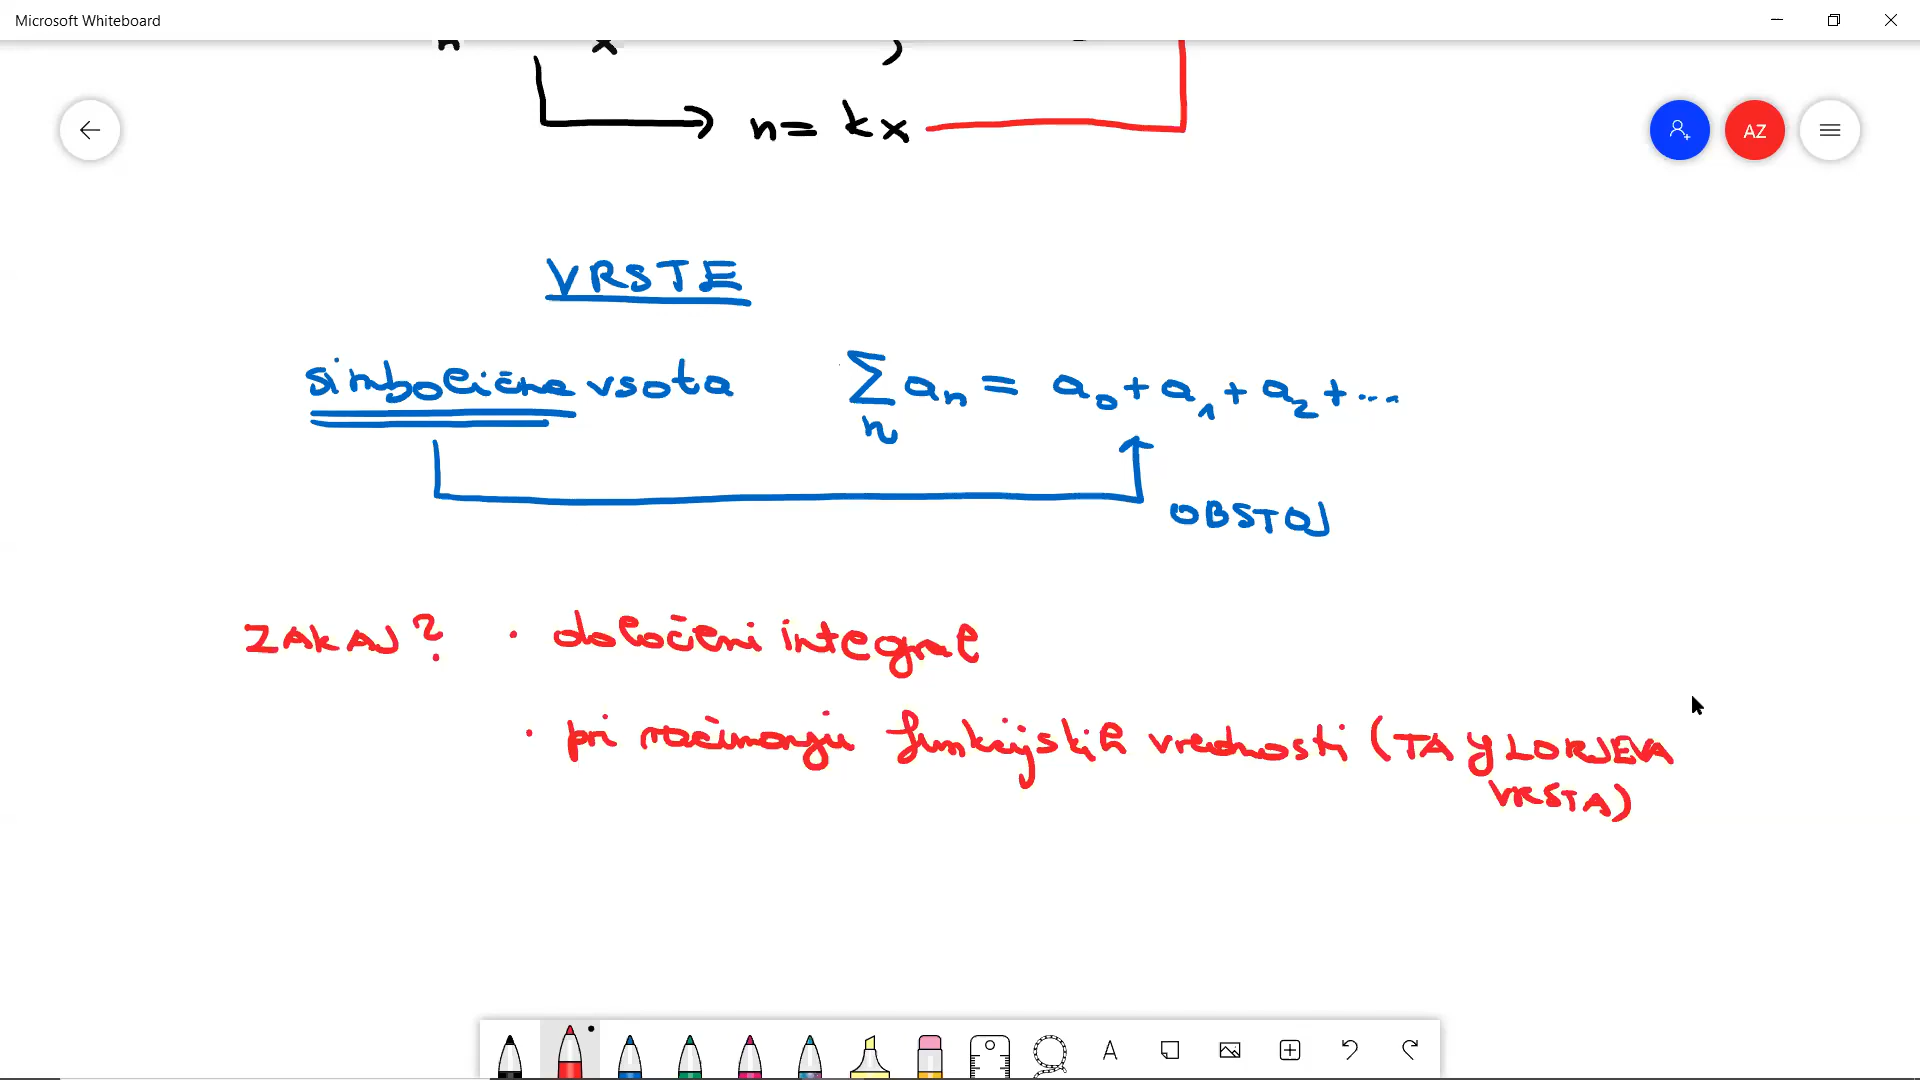 Microsoft Whiteboard
n = kx
AZ
VRSTE
simbolična vsota ∑ aₙ = a₀ + a₁ + a₂ + ...
n
OBSTOJ
ZAKAJ? · določeni integral
· pri računanju funkcijskih vrednosti (TAYLORJEVA
VRSTA)